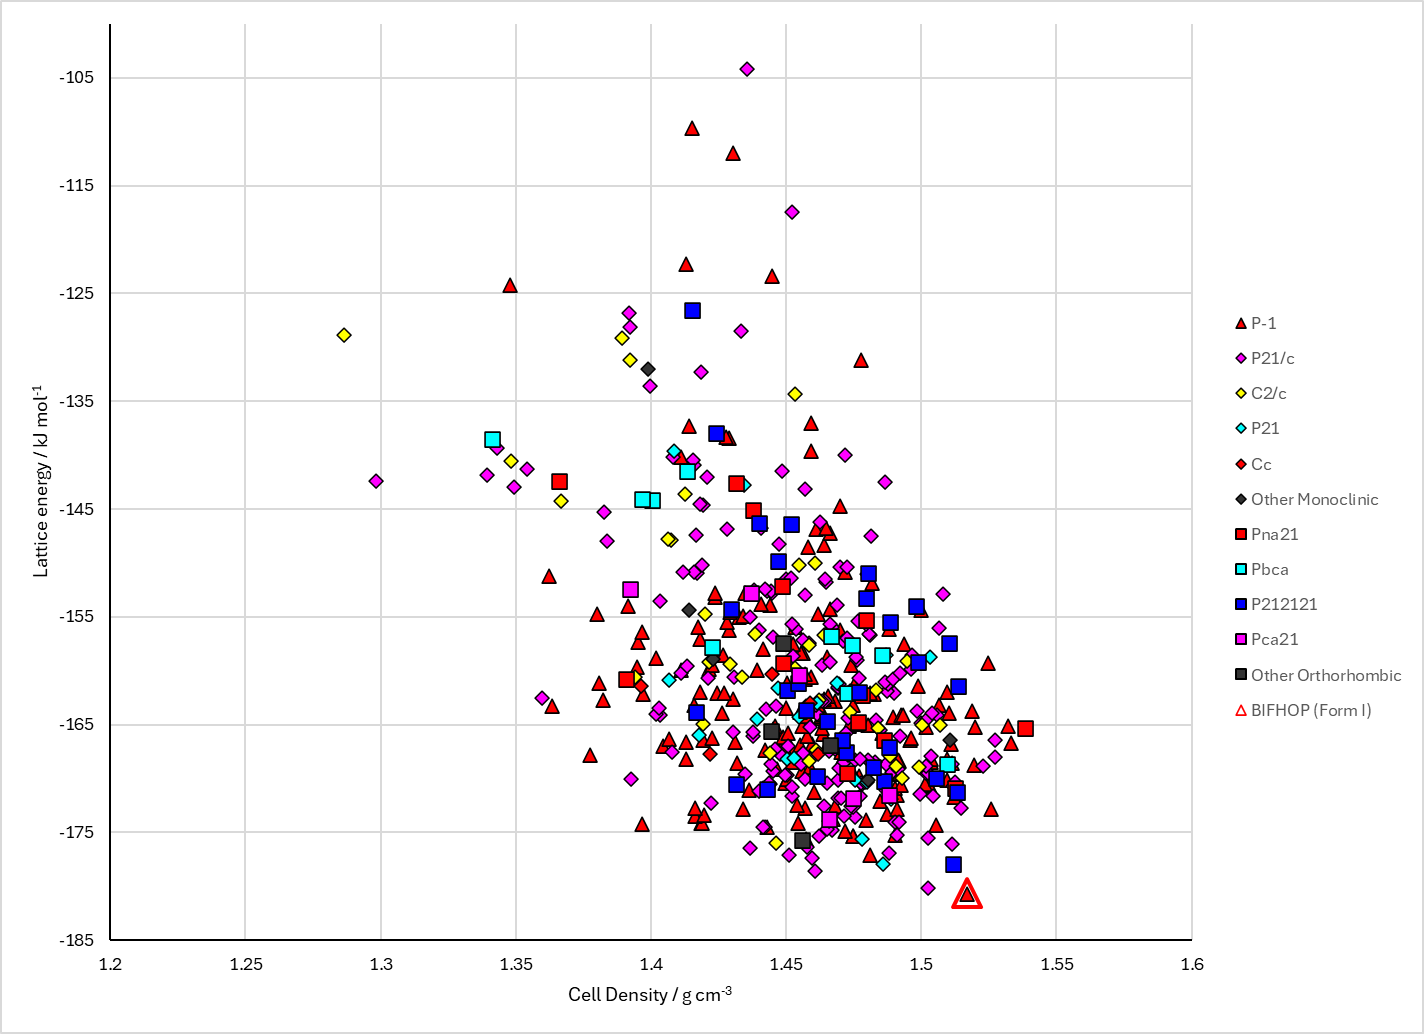 -105
-115
-125
-135
-145
-155
-165
-175
-185
Lattice energy / kJ mol-1
1.2 1.25 1.3 1.35 1.4 1.45 1.5 1.55 1.6
Cell Density / g cm-3
P-1
P21/c
C2/c
P21
Cc
Other Monoclinic
Pna21
Pbca
P212121
Pca21
Other Orthorhombic
BIFHOP (Form I)